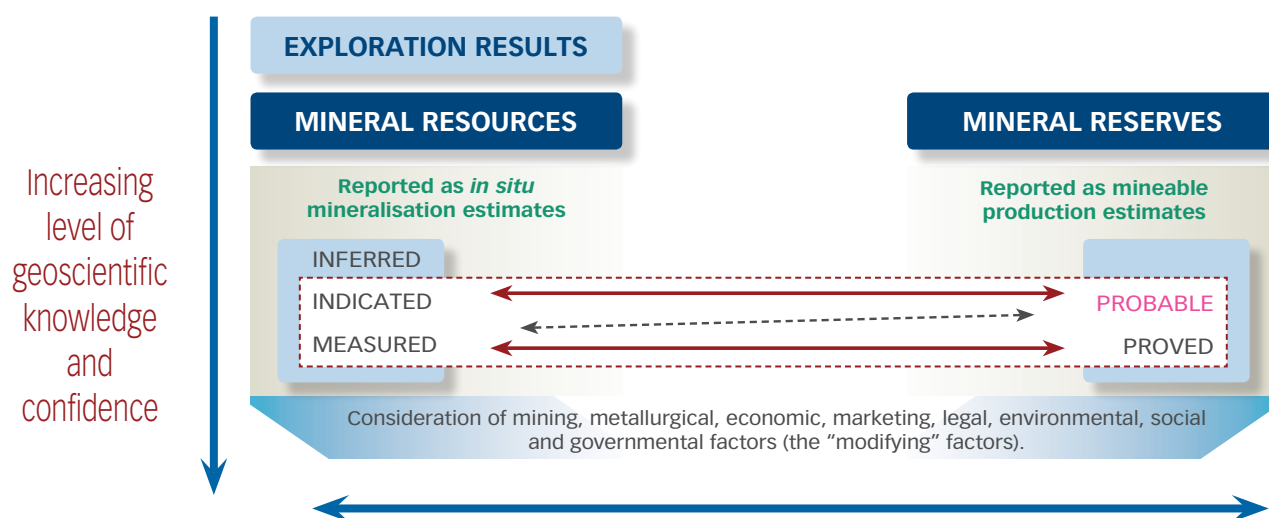 EXPLORATION RESULTS
MINERAL RESOURCES
MINERAL RESERVES
Increasing
level of
geoscientific
knowledge
and
confidence
Reported as in situ
mineralisation estimates
Reported as mineable
production estimates
INFERRED
INDICATED
PROBABLE
MEASURED
PROVED
Consideration of mining, metallurgical, economic, marketing, legal, environmental, social
and governmental factors (the “modifying” factors).